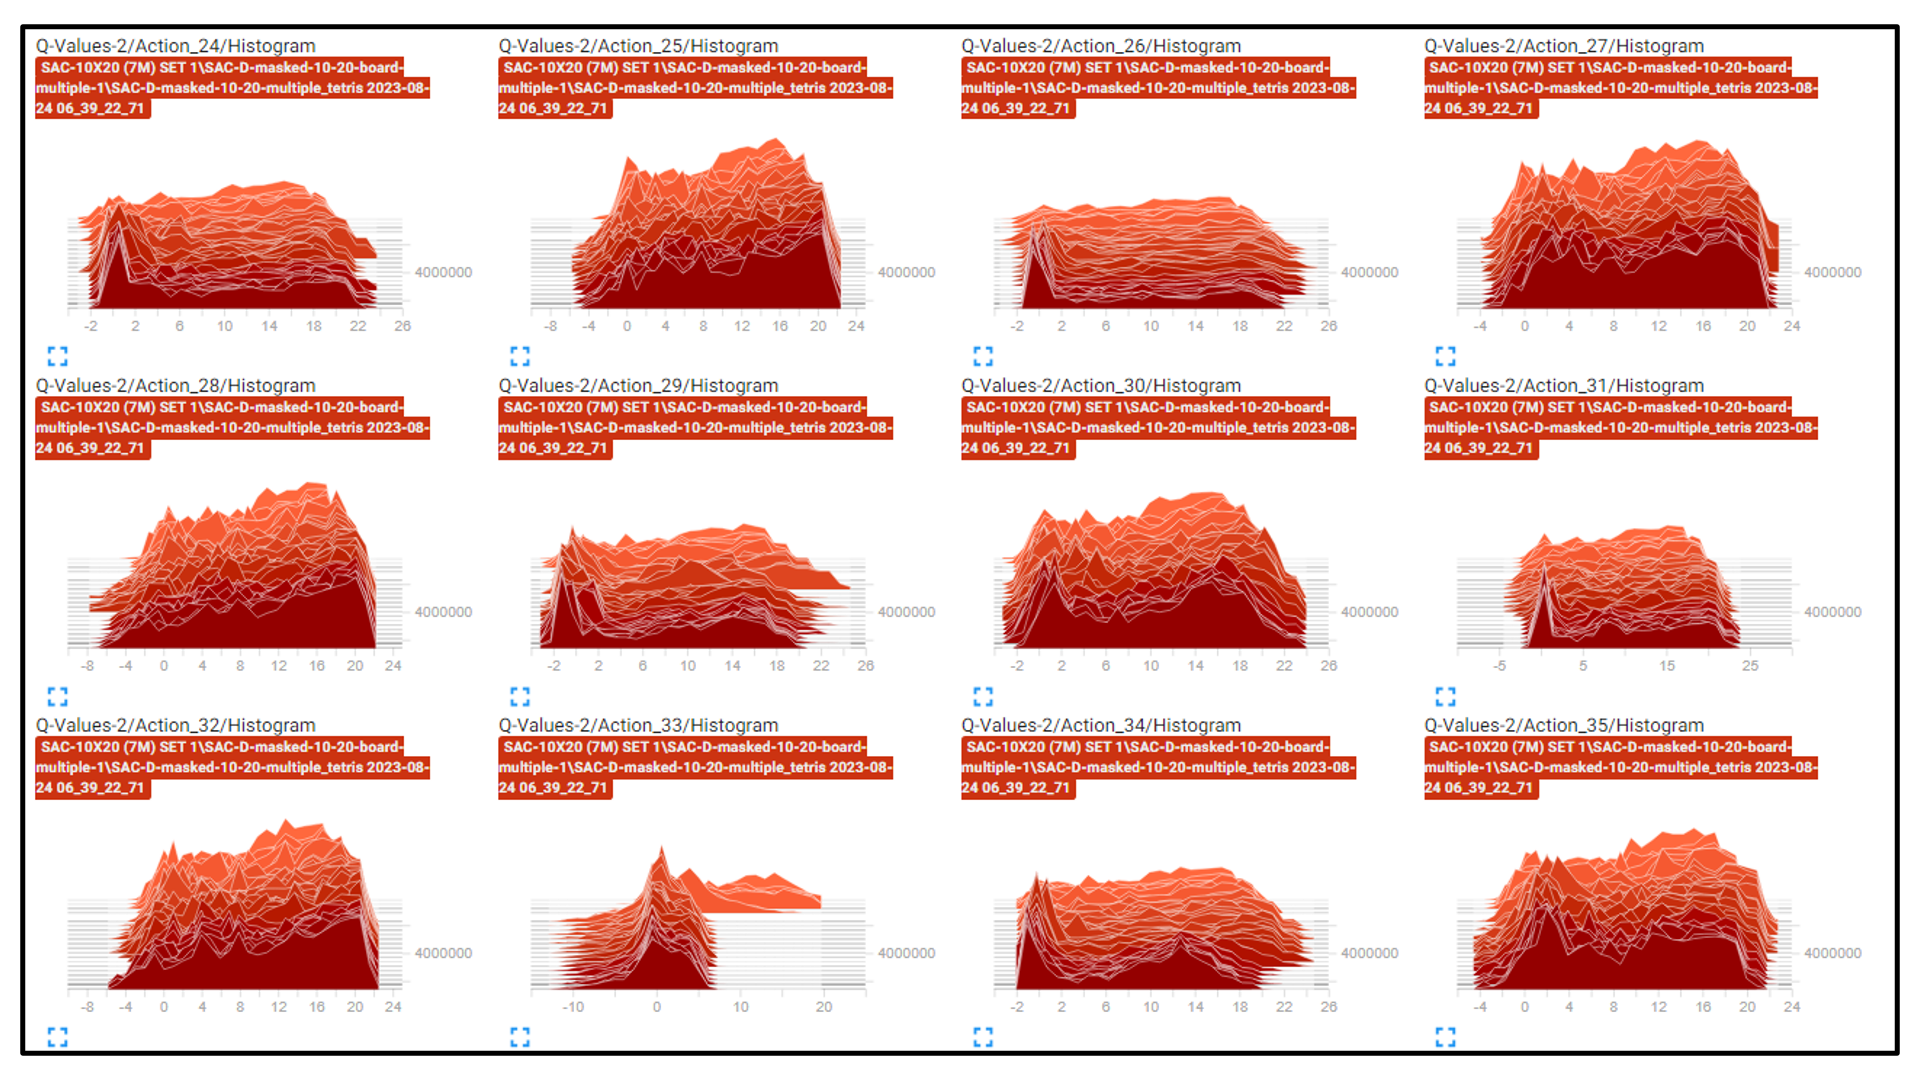 Q-Values-2/Action_24/Histogram
SAC-10X20 (7M) SET 1\SAC-D-masked-10-20-board-
multiple-1\SAC-D-masked-10-20-multiple_tetris 2023-08-
24 06_39_22_71
4000000
-2 2 6 10 14 18 22 26
Q-Values-2/Action_25/Histogram
SAC-10X20 (7M) SET 1\SAC-D-masked-10-20-board-
multiple-1\SAC-D-masked-10-20-multiple_tetris 2023-08-
24 06_39_22_71
4000000
-8 -4 0 4 8 12 16 20 24
Q-Values-2/Action_26/Histogram
SAC-10X20 (7M) SET 1\SAC-D-masked-10-20-board-
multiple-1\SAC-D-masked-10-20-multiple_tetris 2023-08-
24 06_39_22_71
4000000
-2 2 6 10 14 18 22 26
Q-Values-2/Action_27/Histogram
SAC-10X20 (7M) SET 1\SAC-D-masked-10-20-board-
multiple-1\SAC-D-masked-10-20-multiple_tetris 2023-08-
24 06_39_22_71
4000000
-4 0 4 8 12 16 20 24
Q-Values-2/Action_28/Histogram
SAC-10X20 (7M) SET 1\SAC-D-masked-10-20-board-
multiple-1\SAC-D-masked-10-20-multiple_tetris 2023-08-
24 06_39_22_71
4000000
-8 -4 0 4 8 12 16 20 24
Q-Values-2/Action_29/Histogram
SAC-10X20 (7M) SET 1\SAC-D-masked-10-20-board-
multiple-1\SAC-D-masked-10-20-multiple_tetris 2023-08-
24 06_39_22_71
4000000
-2 2 6 10 14 18 22 26
Q-Values-2/Action_30/Histogram
SAC-10X20 (7M) SET 1\SAC-D-masked-10-20-board-
multiple-1\SAC-D-masked-10-20-multiple_tetris 2023-08-
24 06_39_22_71
4000000
-2 2 6 10 14 18 22 26
Q-Values-2/Action_31/Histogram
SAC-10X20 (7M) SET 1\SAC-D-masked-10-20-board-
multiple-1\SAC-D-masked-10-20-multiple_tetris 2023-08-
24 06_39_22_71
4000000
-5 5 15 25
Q-Values-2/Action_32/Histogram
SAC-10X20 (7M) SET 1\SAC-D-masked-10-20-board-
multiple-1\SAC-D-masked-10-20-multiple_tetris 2023-08-
24 06_39_22_71
4000000
-8 -4 0 4 8 12 16 20 24
Q-Values-2/Action_33/Histogram
SAC-10X20 (7M) SET 1\SAC-D-masked-10-20-board-
multiple-1\SAC-D-masked-10-20-multiple_tetris 2023-08-
24 06_39_22_71
4000000
-10 0 10 20
Q-Values-2/Action_34/Histogram
SAC-10X20 (7M) SET 1\SAC-D-masked-10-20-board-
multiple-1\SAC-D-masked-10-20-multiple_tetris 2023-08-
24 06_39_22_71
4000000
-2 2 6 10 14 18 22 26
Q-Values-2/Action_35/Histogram
SAC-10X20 (7M) SET 1\SAC-D-masked-10-20-board-
multiple-1\SAC-D-masked-10-20-multiple_tetris 2023-08-
24 06_39_22_71
4000000
-4 0 4 8 12 16 20 24